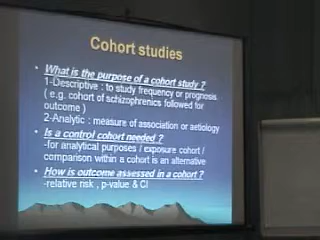 Cohort studies
• What is the purpose of a cohort study ?
1-Descriptive : to study frequency or prognosis
( e.g. cohort of schizophrenics followed for
outcome )
2-Analytic : measure of association or aetiology
• Is a control cohort needed ?
-for analytical purposes / exposure cohort /
comparison within a cohort is an alternative
• How is outcome assessed in a cohort ?
-relative risk , p-value & CI